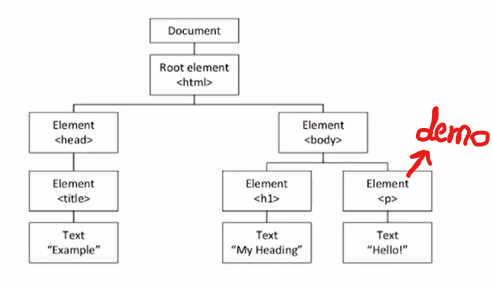 Document
Root element
<html>
Element
<head>
Element
<body>
demo
Element
<title>
Element
<h1>
Element
<p>
Text
“Example”
Text
“My Heading”
Text
“Hello!”